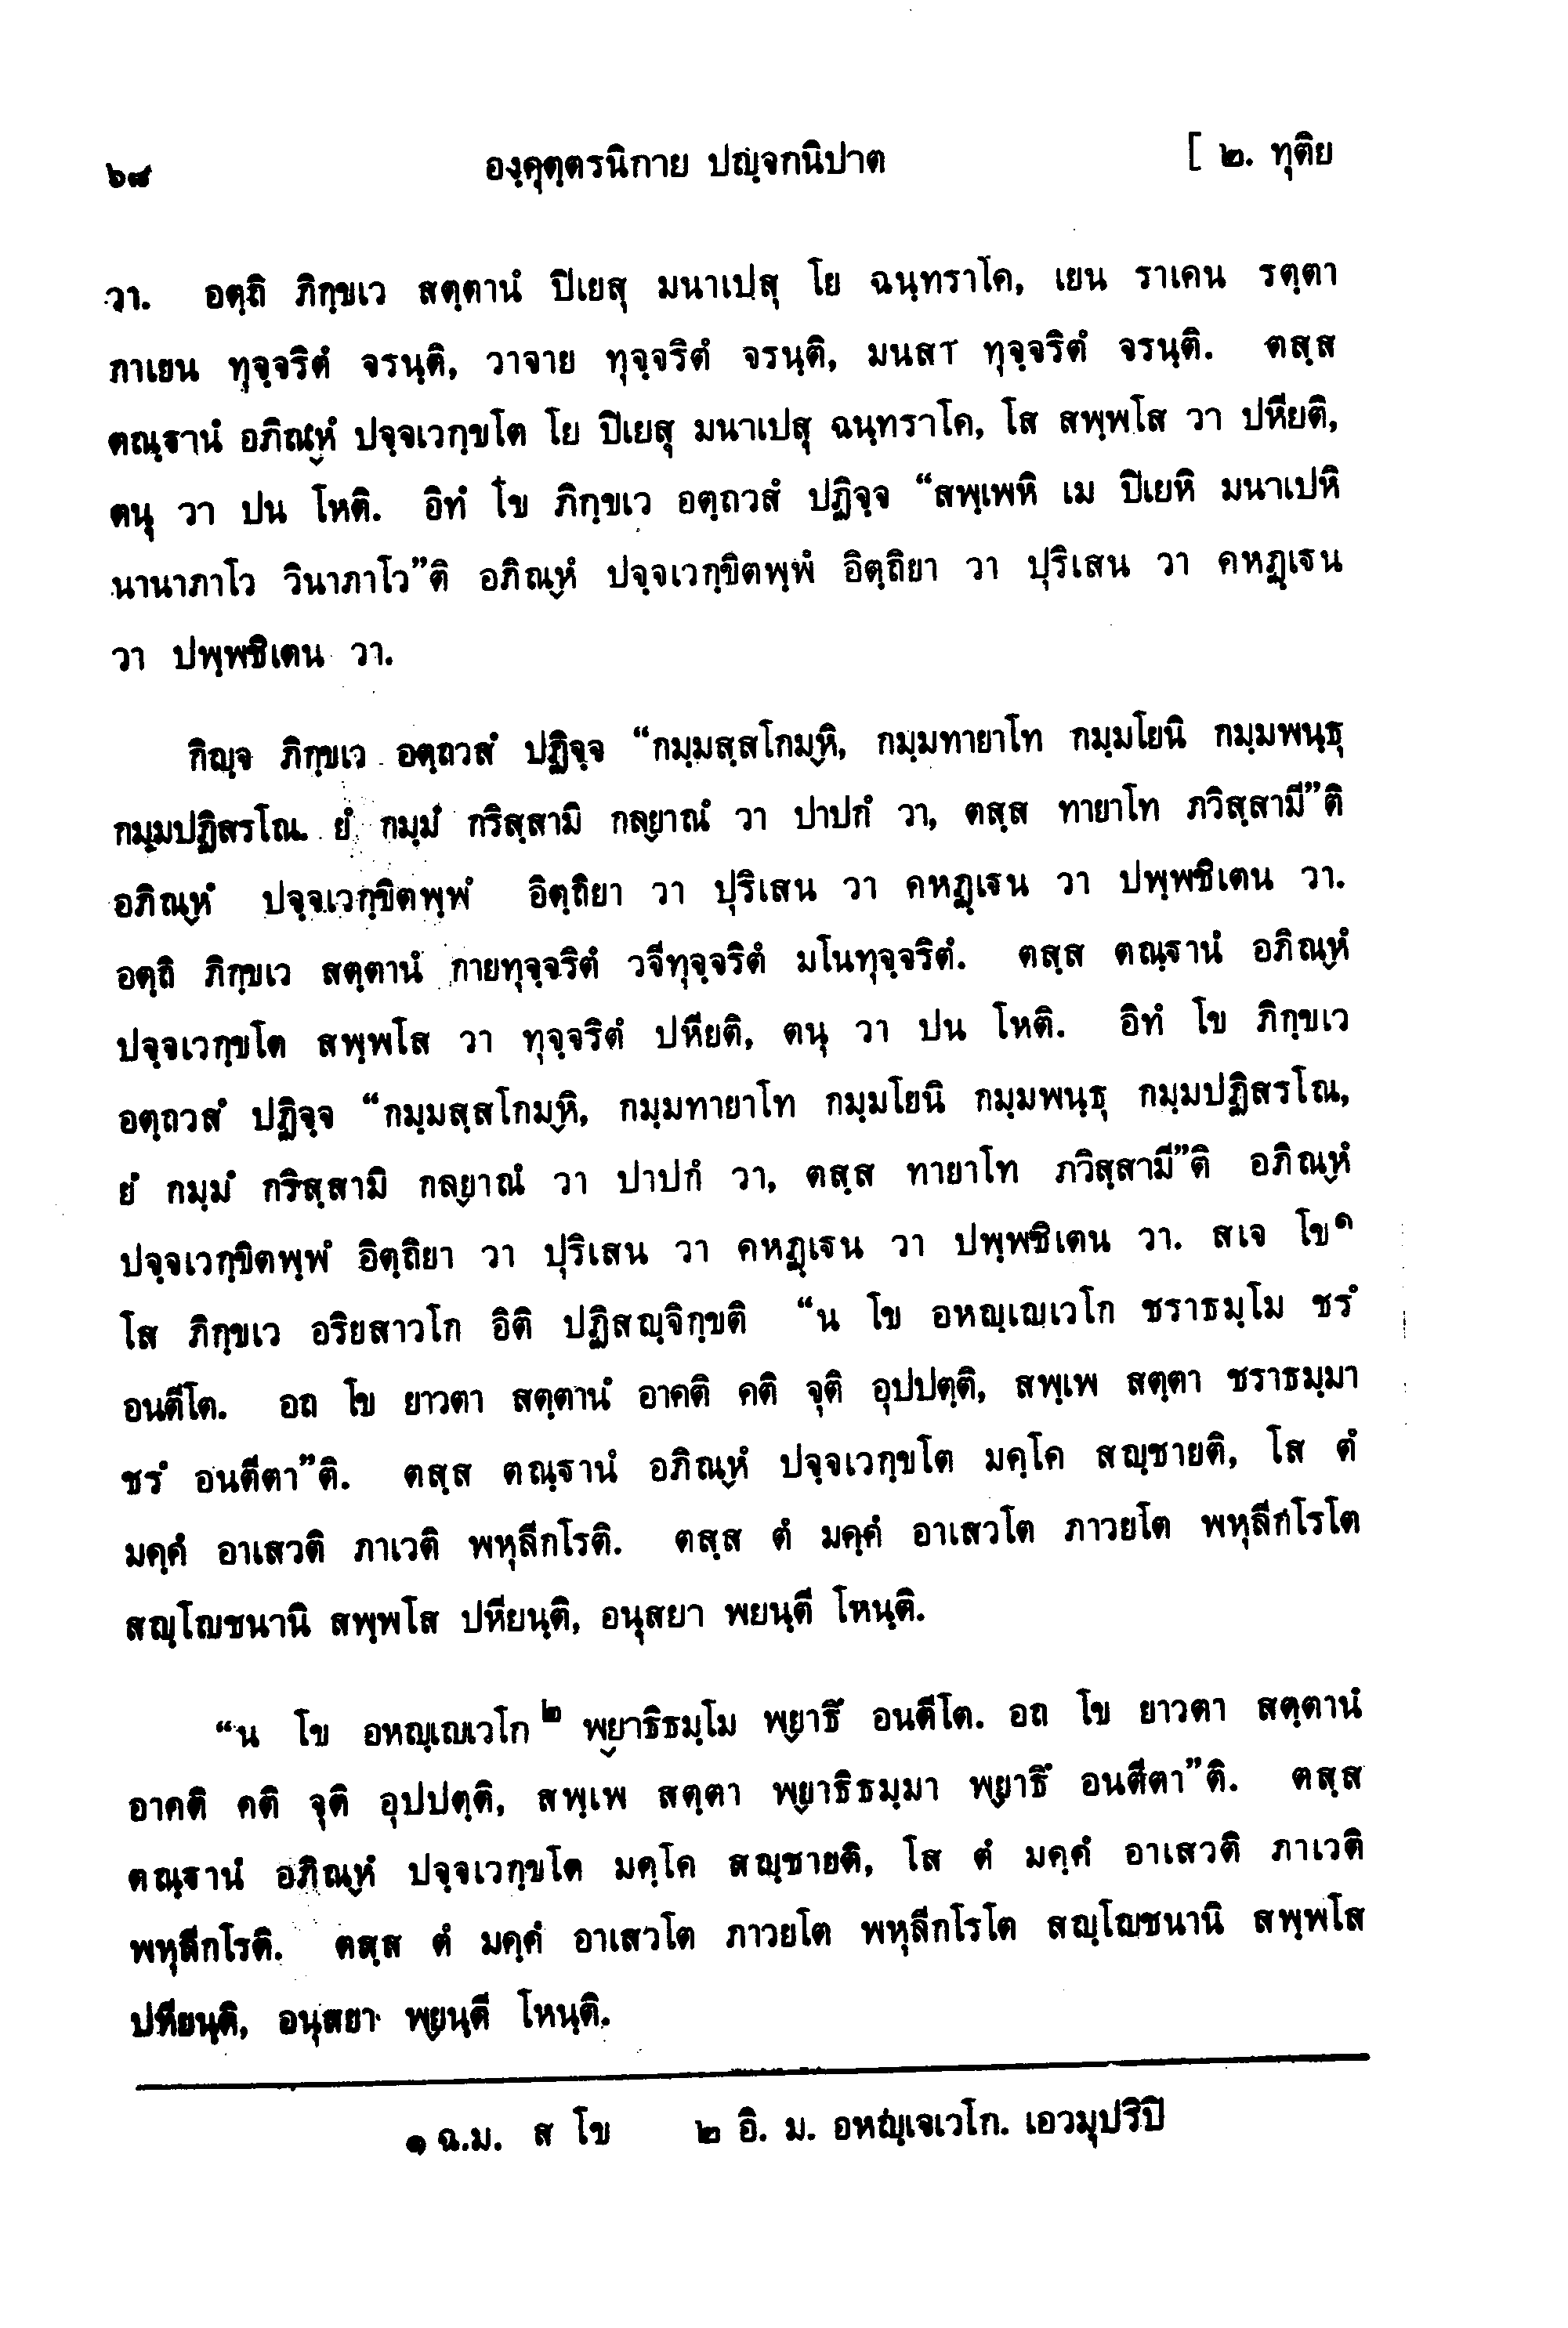 ๖๘ องฺคุตฺตรนิกาย ปญฺจกนิปาต [ ๒. ทุติย
วา. อตฺถิ ภิกฺขเว สตฺตานํ ปิเยสุ มนาเปสุ โย ฉนฺทราโค, เยน ราเคน รตฺตา
กาเยน ทุจฺจริตํ จรนฺติ, วาจาย ทุจฺจริตํ จรนฺติ, มนสา ทุจฺจริตํ จรนฺติ. ตสฺส
ตณฺฐานํ อภิณฺหํ ปจฺจเวกฺขโต โย ปิเยสุ มนาเปสุ ฉนฺทราโค, โส สพฺพโส วา ปหียติ,
ตนุ วา ปน โหติ. อิทํ โข ภิกฺขเว อตฺถวสํ ปฏิจฺจ “สพฺเพหิ เม ปิเยหิ มนาเปหิ
นานาภาโว วินาภาโว”ติ อภิณฺหํ ปจฺจเวกฺขิตพฺพํ อิตฺถิยา วา ปุริเสน วา คหฏฺเฐน
วา ปพฺพชิเตน วา.
กิญฺจ ภิกฺขเว อตฺถวสํ ปฏิจฺจ “กมฺมสฺสโกมฺหิ, กมฺมทายาโท กมฺมโยนิ กมฺมพนฺธุ
กมฺมปฏิสรโณ ยํ กมฺมํ กริสฺสามิ กลฺยาณํ วา ปาปกํ วา, ตสฺส ทายาโท ภวิสฺสามี”ติ
อภิณฺหํ ปจฺจเวกฺขิตพฺพํ อิตฺถิยา วา ปุริเสน วา คหฏฺเฐน วา ปพฺพชิเตน วา.
อตฺถิ ภิกฺขเว สตฺตานํ กายทุจฺจริตํ วจีทุจฺจริตํ มโนทุจฺจริตํ. ตสฺส ตณฺฐานํ อภิณฺหํ
ปจฺจเวกฺขโต สพฺพโส วา ทุจฺจริตํ ปหียติ, ตนุ วา ปน โหติ. อิทํ โข ภิกฺขเว
อตฺถวสํ ปฏิจฺจ “กมฺมสฺสโกมฺหิ, กมฺมทายาโท กมฺมโยนิ กมฺมพนฺธุ กมฺมปฏิสรโณ,
ยํ กมฺมํ กริสฺสามิ กลฺยาณํ วา ปาปกํ วา, ตสฺส ทายาโท ภวิสฺสามี”ติ อภิณฺหํ
ปจฺจเวกฺขิตพฺพํ อิตฺถิยา วา ปุริเสน วา คหฏฺเฐน วา ปพฺพชิเตน วา. สเจ โข๑
โส ภิกฺขเว อริยสาวโก อิติ ปฏิสญฺจิกฺขติ “น โข อหญฺเญเวโก ชราธมฺโม ชรํ
อนตีโต. อถ โข ยาวตา สตฺตานํ อาคติ คติ จุติ อุปปตฺติ, สพฺเพ สตฺตา ชราธมฺมา
ชรํ อนตีตา”ติ. ตสฺส ตณฺฐานํ อภิณฺหํ ปจฺจเวกฺขโต มคฺโค สญฺชายติ, โส ตํ
มคฺคํ อาเสวติ ภาเวติ พหุลีกโรติ. ตสฺส ตํ มคฺคํ อาเสวโต ภาวยโต พหุลีกโรโต
สญฺโญชนานิ สพฺพโส ปหียนฺติ, อนุสยา พยนฺตี โหนฺติ.
“น โข อหญฺเญเวโก๒ พฺยาธิธมฺโม พฺยาธึ อนตีโต. อถ โข ยาวตา สตฺตานํ
อาคติ คติ จุติ อุปปตฺติ, สพฺเพ สตฺตา พฺยาธิธมฺมา พฺยาธึ อนตีตา”ติ. ตสฺส
ตณฺฐานํ อภิณฺหํ ปจฺจเวกฺขโต มคฺโค สญฺชายติ, โส ตํ มคฺคํ อาเสวติ ภาเวติ
พหุลีกโรติ. ตสฺส ตํ มคฺคํ อาเสวโต ภาวยโต พหุลีกโรโต สญฺโญชนานิ สพฺพโส
ปหียนฺติ, อนุสยา พฺยนฺตี โหนฺติ.
๑ ฉ.ม. ส โข ๒ อิ. ม. อหญฺเจเวโก. เอวมุปริปิ